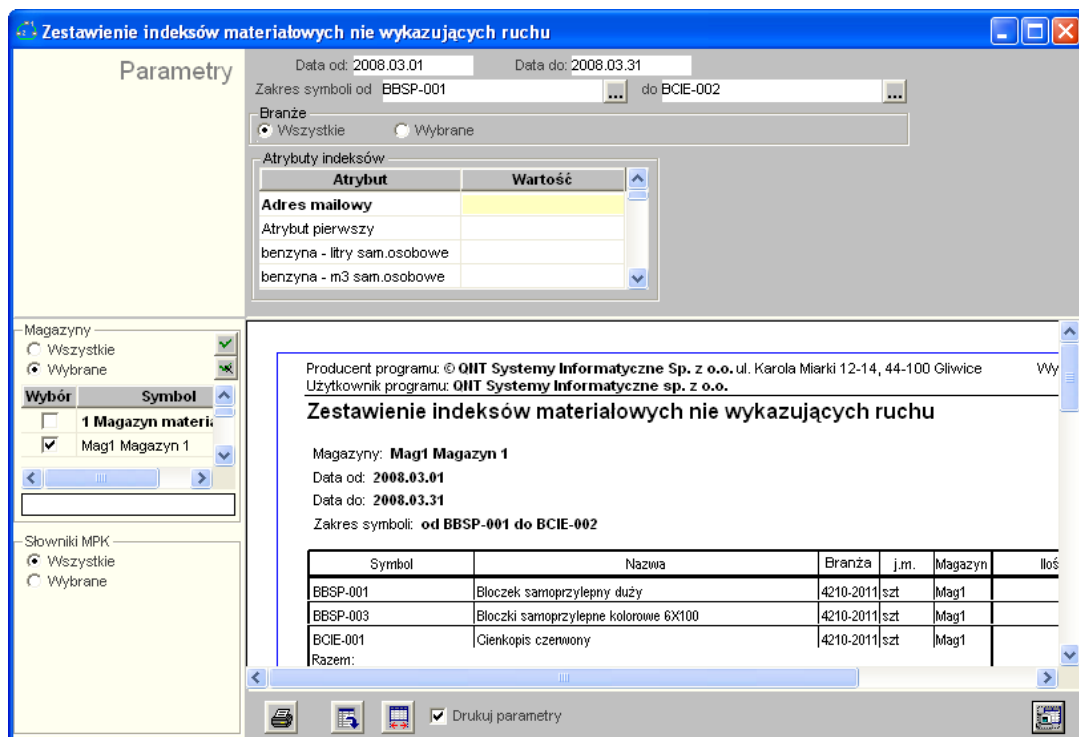 Zestawienie indeksów materiałowych nie wykazujących ruchu
Parametry
Data od: 2008.03.01 Data do: 2008.03.31
Zakres symboli od BBSP-001 ... do BCIE-002 ...
Branże
Wszystkie Wybrane
Atrybuty indeksów
Atrybut Wartość
Adres mailowy
Atrybut pierwszy
benzyna - litry sam.osobowe
benzyna - m3 sam.osobowe
Magazyny
Wszystkie
Wybrane
Wybór Symbol
1 Magazyn materia
Mag1 Magazyn 1
Słowniki MPK
Wszystkie
Wybrane
Producent programu: © QNT Systemy Informatyczne Sp. z o.o. ul. Karola Miarki 12-14, 44-100 Gliwice Wy
Użytkownik programu: QNT Systemy Informatyczne sp. z o.o.
Zestawienie indeksów materiałowych nie wykazujących ruchu
Magazyny: Mag1 Magazyn 1
Data od: 2008.03.01
Data do: 2008.03.31
Zakres symboli: od BBSP-001 do BCIE-002
Symbol Nazwa Branża j.m. Magazyn Iloś
BBSP-001 Bloczek samoprzylepny duży 4210-2011 szt Mag1
BBSP-003 Bloczki samoprzylepne kolorowe 6X100 4210-2011 szt Mag1
BCIE-001 Cienkopis czerwony 4210-2011 szt Mag1
Razem:
Drukuj parametry